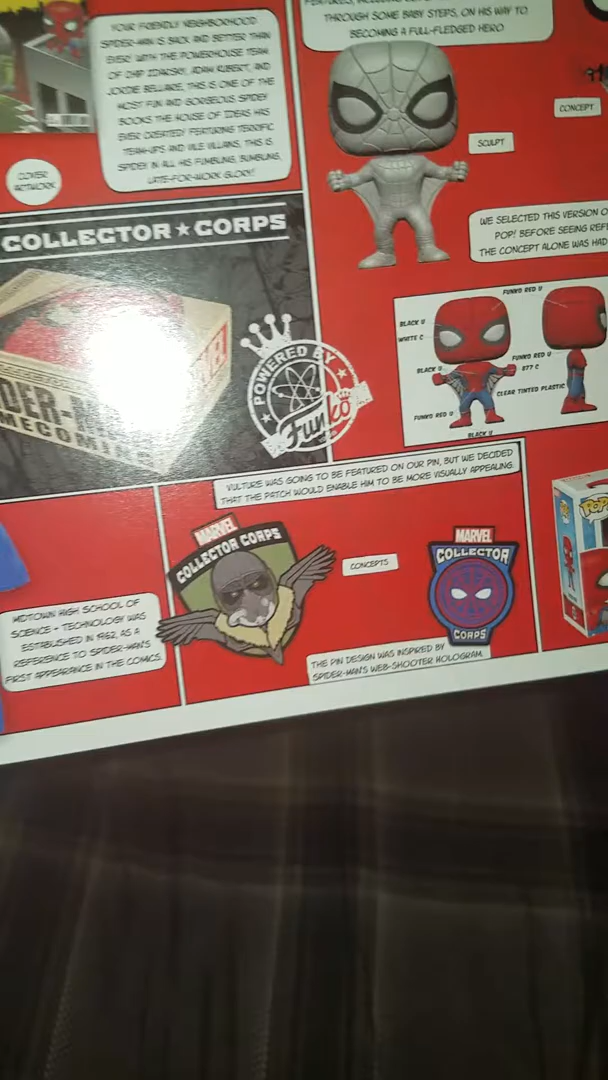 YOUR FRIENDLY NEIGHBORHOOD
SPIDER-MAN IS BACK AND BETTER THAN
EVER! WITH THE POWERHOUSE TEAM
OF CHIP ZDARSKY, ADAM KUBERT, AND
JORDIE BELLAIRE, THIS IS ONE OF THE
MOST FUN AND GORGEOUS SPIDEY
BOOKS THE HOUSE OF IDEAS HAS
EVER CREATED! FEATURING TERRIFIC
TEAM-UPS AND VILE VILLAINS, THIS IS
SPIDEY IN ALL HIS FUMBLING, BUMBLING,
LATE-FOR-WORK GLORY!
COVER
ARTWORK
THROUGH SOME BABY STEPS, ON HIS WAY TO
BECOMING A FULL-FLEDGED HERO
CONCEPT
SCULPT
WE SELECTED THIS VERSION O
POP! BEFORE SEEING REF
THE CONCEPT ALONE WAS HAD
COLLECTOR ★ CORPS
MARVEL
DER-M
MECOMIN
POWERED BY
Funko
FUNKO RED U
BLACK U
WHITE C
FUNKO RED U
BLACK U
877 C
CLEAR TINTED PLASTIC
FUNKO RED U
BLACK U
VULTURE WAS GOING TO BE FEATURED ON OUR PIN, BUT WE DECIDED
THAT THE PATCH WOULD ENABLE HIM TO BE MORE VISUALLY APPEALING.
MARVEL
COLLECTOR CORPS
CONCEPTS
MARVEL
COLLECTOR
CORPS
POP
MIDTOWN HIGH SCHOOL OF
SCIENCE + TECHNOLOGY WAS
ESTABLISHED IN 1962, AS A
REFERENCE TO SPIDER-MAN'S
FIRST APPEARANCE IN THE COMICS.
THE PIN DESIGN WAS INSPIRED BY
SPIDER-MAN'S WEB-SHOOTER HOLOGRAM.